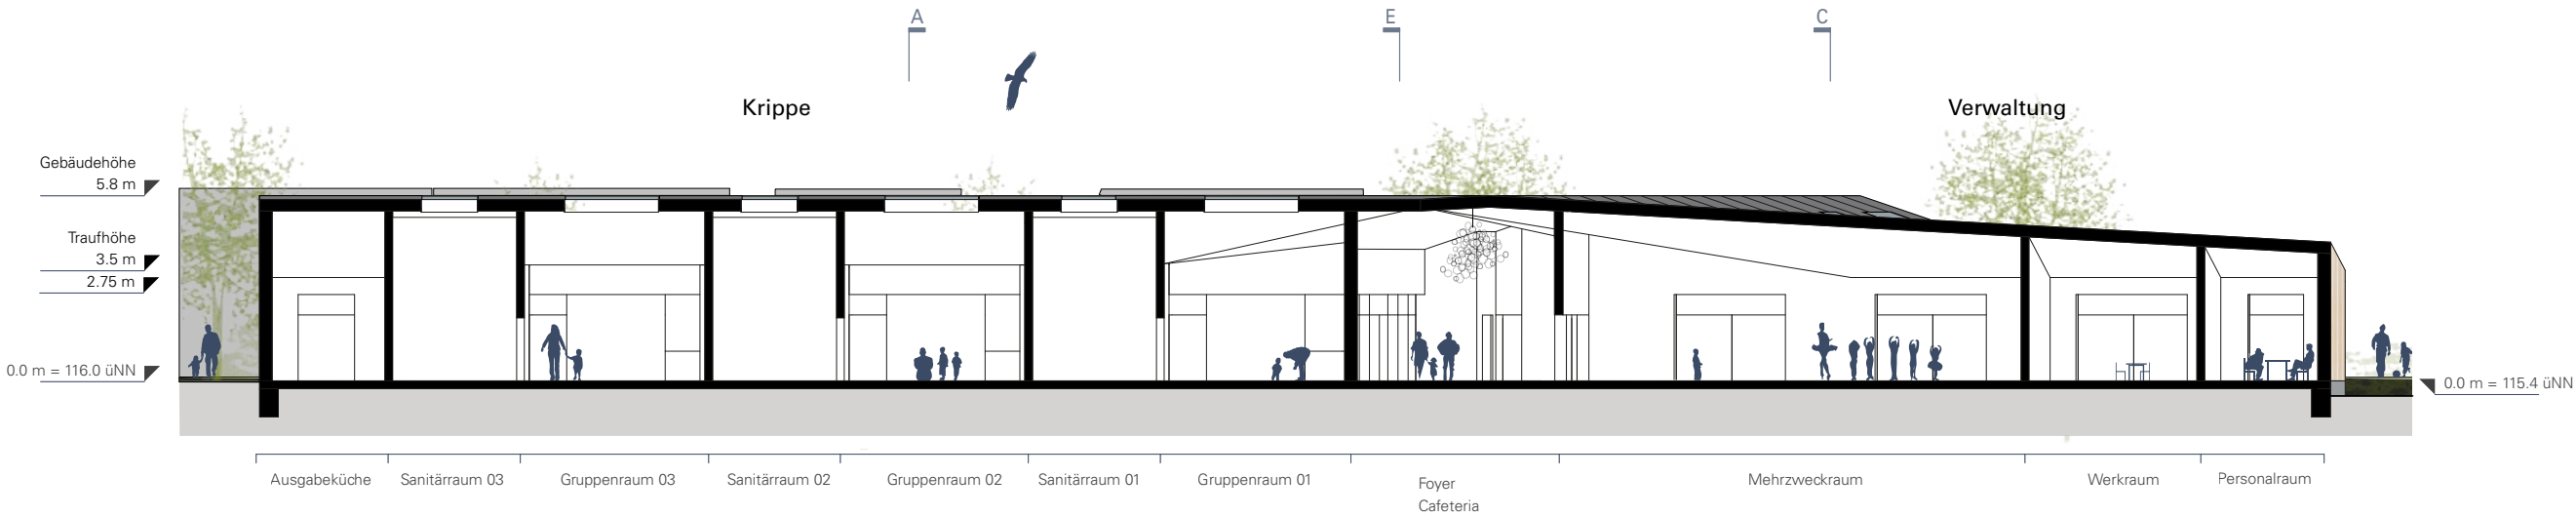 A
E
C
Krippe
Verwaltung
Gebäudehöhe
5.8 m
Traufhöhe
3.5 m
2.75 m
0.0 m = 116.0 üNN
0.0 m = 115.4 üNN
Ausgabeküche
Sanitärraum 03
Gruppenraum 03
Sanitärraum 02
Gruppenraum 02
Sanitärraum 01
Gruppenraum 01
Foyer
Cafeteria
Mehrzweckraum
Werkraum
Personalraum